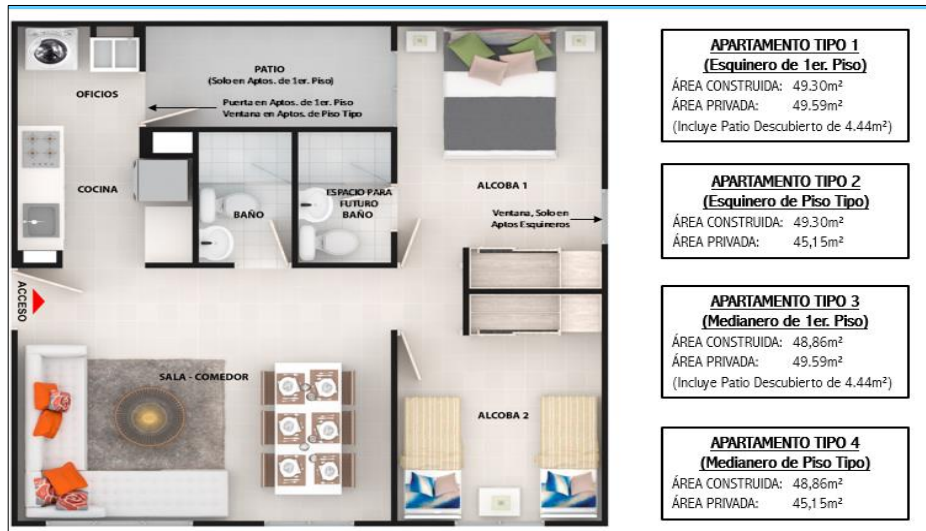 PATIO
(Solo en Aptos. de 1er. Piso)
OFICIOS
Puerta en Aptos. de 1er. Piso
Ventana en Aptos. de Piso Tipo
COCINA
BAÑO
ESPACIO PARA
FUTURO
BAÑO
ALCOBA 1
Ventana, Solo en
Aptos Esquineros
ACCESO
SALA - COMEDOR
ALCOBA 2
APARTAMENTO TIPO 1
(Esquinero de 1er. Piso)
ÁREA CONSTRUIDA: 49.30m²
ÁREA PRIVADA: 49.59m²
(Incluye Patio Descubierto de 4.44m²)
APARTAMENTO TIPO 2
(Esquinero de Piso Tipo)
ÁREA CONSTRUIDA: 49.30m²
ÁREA PRIVADA: 45,15m²
APARTAMENTO TIPO 3
(Medianero de 1er. Piso)
ÁREA CONSTRUIDA: 48,86m²
ÁREA PRIVADA: 49.59m²
(Incluye Patio Descubierto de 4.44m²)
APARTAMENTO TIPO 4
(Medianero de Piso Tipo)
ÁREA CONSTRUIDA: 48,86m²
ÁREA PRIVADA: 45,15m²